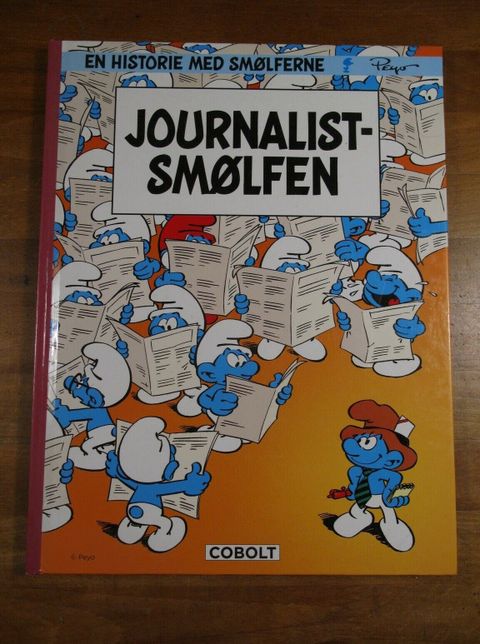 EN HISTORIE MED SMØLFERNE
Peyo
JOURNALIST-
SMØLFEN
© Peyo
COBOLT